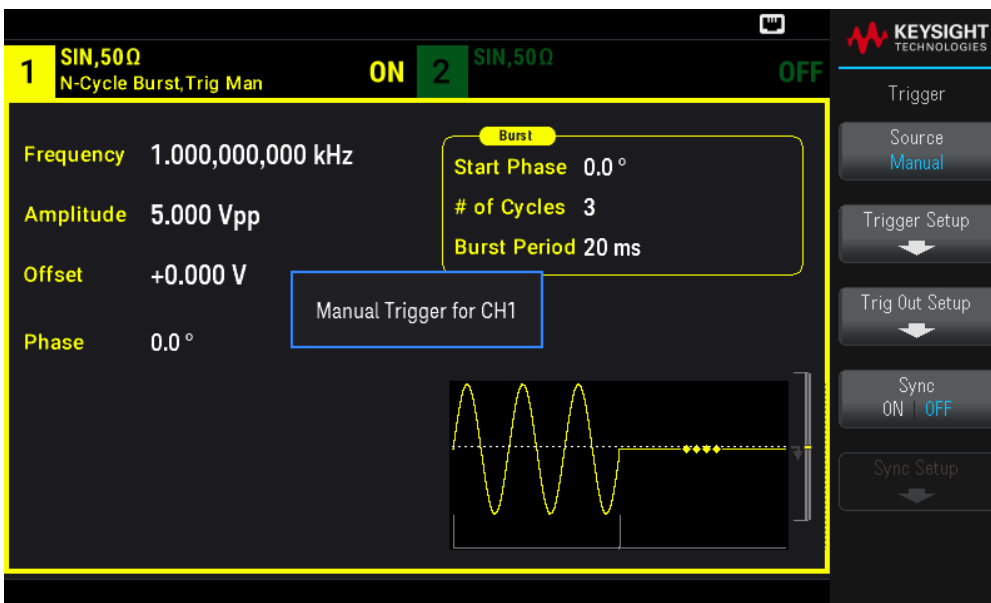 1
SIN,50Ω
N-Cycle Burst,Trig Man
ON
2
SIN,50Ω
OFF
Frequency 1.000,000,000 kHz
Amplitude 5.000 Vpp
Offset +0.000 V
Phase 0.0 °
Burst
Start Phase 0.0 °
# of Cycles 3
Burst Period 20 ms
Manual Trigger for CH1
KEYSIGHT
TECHNOLOGIES
Trigger
Source
Manual
Trigger Setup
Trig Out Setup
Sync
ON | OFF
Sync Setup